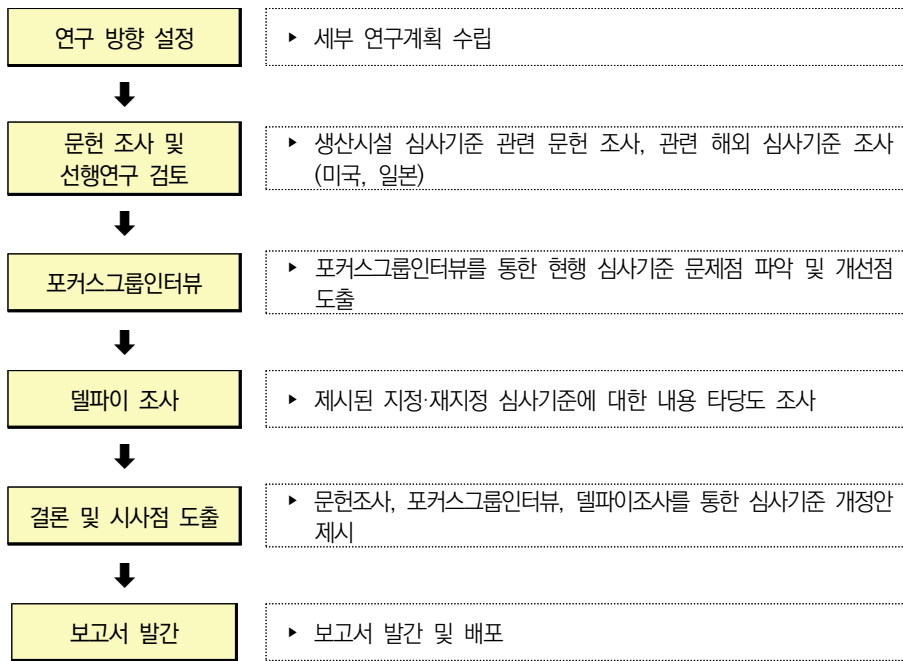 연구 방향 설정
▸ 세부 연구계획 수립
문헌 조사 및
선행연구 검토
▸ 생산시설 심사기준 관련 문헌 조사, 관련 해외 심사기준 조사
(미국, 일본)
포커스그룹인터뷰
▸ 포커스그룹인터뷰를 통한 현행 심사기준 문제점 파악 및 개선점
도출
델파이 조사
▸ 제시된 지정·재지정 심사기준에 대한 내용 타당도 조사
결론 및 시사점 도출
▸ 문헌조사, 포커스그룹인터뷰, 델파이조사를 통한 심사기준 개정안
제시
보고서 발간
▸ 보고서 발간 및 배포